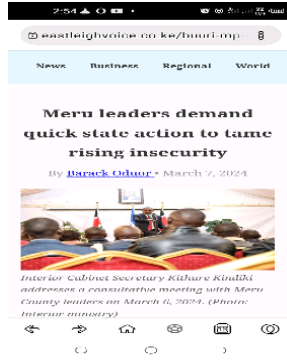 2:54
eastleighvoice.co.ke/buuri-mp
News Business Regional World
Meru leaders demand
quick state action to tame
rising insecurity
By Barack Oduor • March 7, 2024
Interior Cabinet Secretary Kithure Kindiki
addresses a consultative meeting with Meru
County leaders on March 6, 2024. (Photo:
Interior ministry)